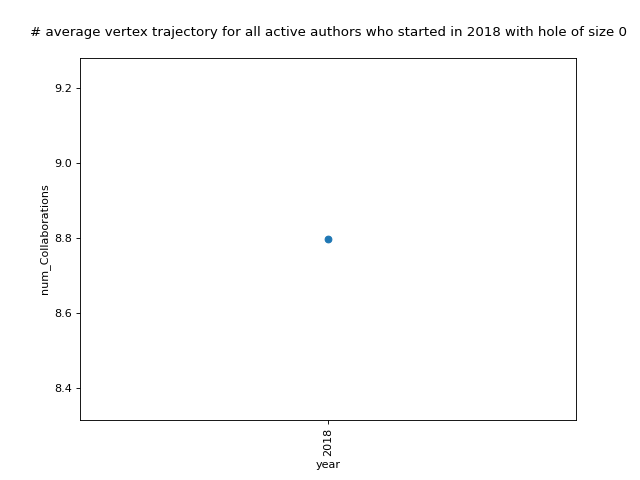 # average vertex trajectory for all active authors who started in 2018 with hole of size 0
9.2
9.0
8.8
8.6
8.4
num_Collaborations
2018
year